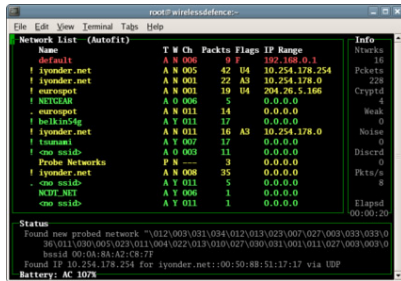 root@wirelessdefence:~
File Edit View Terminal Tabs Help
Network List (Autofit)
Name T W Ch Packts Flags IP Range
default A N 006 9 F 192.168.0.1
! iyonder.net A N 005 42 U4 10.254.178.254
! iyonder.net A N 001 22 A3 10.254.178.0
! eurospot A N 001 19 U4 204.26.5.166
! NETGEAR A O 006 5 0.0.0.0
. eurospot A N 011 14 0.0.0.0
! belkin54g A Y 011 17 0.0.0.0
! iyonder.net A N 011 16 A3 10.254.178.0
! tsunami A Y 007 17 0.0.0.0
! <no ssid> A O 003 11 0.0.0.0
Probe Networks P N --- 3 0.0.0.0
! iyonder.net A N 008 35 0.0.0.0
. <no ssid> A Y 011 5 0.0.0.0
NCDT_NET A Y 006 1 0.0.0.0
<no ssid> A Y 011 1 0.0.0.0
Info
Ntwrks
16
Pckets
228
Cryptd
4
Weak
0
Noise
0
Discrd
0
Pkts/s
8
Elapsd
00:00:20
Status
Found new probed network "\012\003\031\034\012\013\023\007\027\003\033\033\0
36\011\030\005\023\011\004\022\013\010\027\030\031\001\011\027\003\003\0
bssid 00:0A:8A:A2:C8:7F
Found IP 10.254.178.254 for iyonder.net::00:50:8B:51:17:17 via UDP
Battery: AC 107%